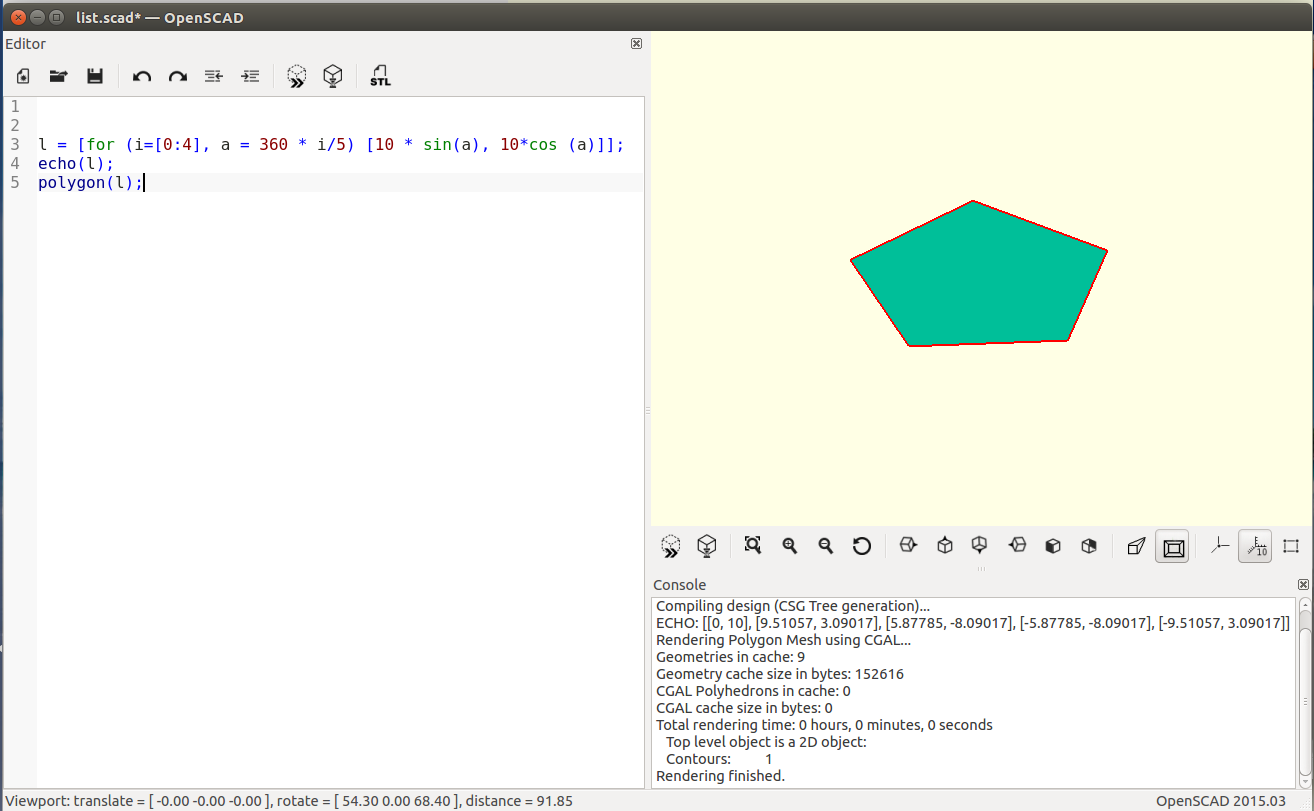 list.scad* — OpenSCAD
Editor
STL
1
2
3 l = [for (i=[0:4], a = 360 * i/5) [10 * sin(a), 10*cos (a)]];
4 echo(l);
5 polygon(l);
10
Console
Compiling design (CSG Tree generation)...
ECHO: [[0, 10], [9.51057, 3.09017], [5.87785, -8.09017], [-5.87785, -8.09017], [-9.51057, 3.09017]]
Rendering Polygon Mesh using CGAL...
Geometries in cache: 9
Geometry cache size in bytes: 152616
CGAL Polyhedrons in cache: 0
CGAL cache size in bytes: 0
Total rendering time: 0 hours, 0 minutes, 0 seconds
Top level object is a 2D object:
Contours: 1
Rendering finished.
Viewport: translate = [ -0.00 -0.00 -0.00 ], rotate = [ 54.30 0.00 68.40 ], distance = 91.85
OpenSCAD 2015.03